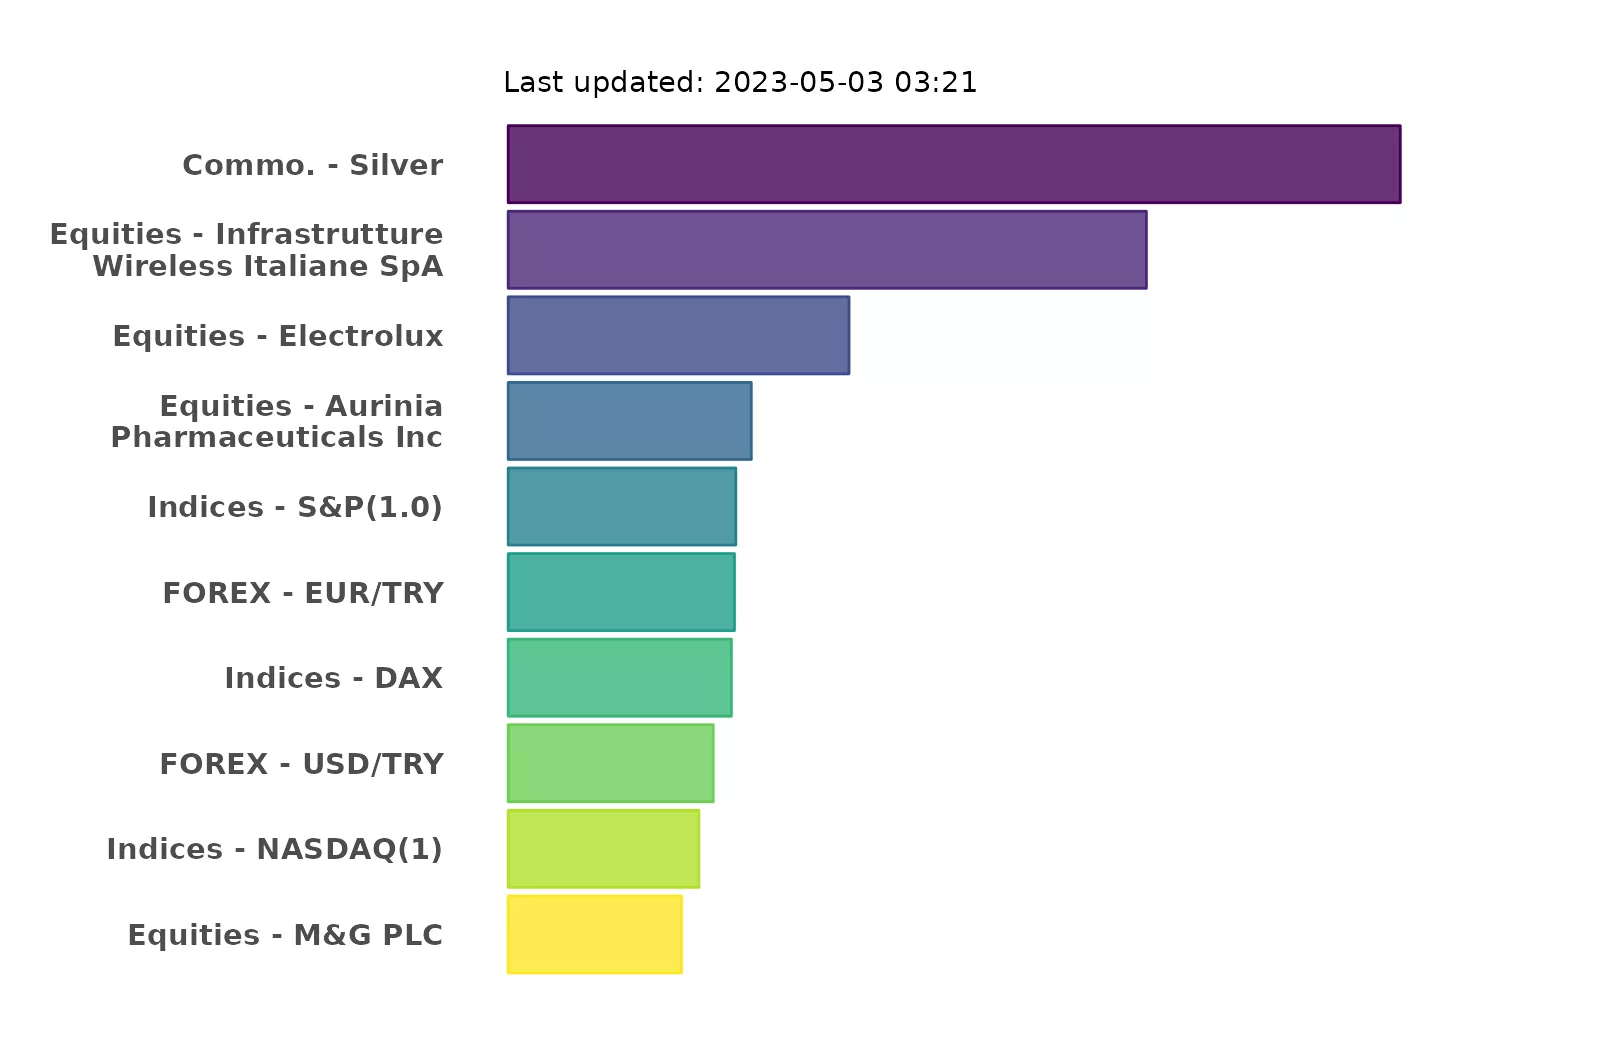 Last updated: 2023-05-03 03:21
Commo. - Silver
Equities - Infrastrutture
Wireless Italiane SpA
Equities - Electrolux
Equities - Aurinia
Pharmaceuticals Inc
Indices - S&P(1.0)
FOREX - EUR/TRY
Indices - DAX
FOREX - USD/TRY
Indices - NASDAQ(1)
Equities - M&G PLC